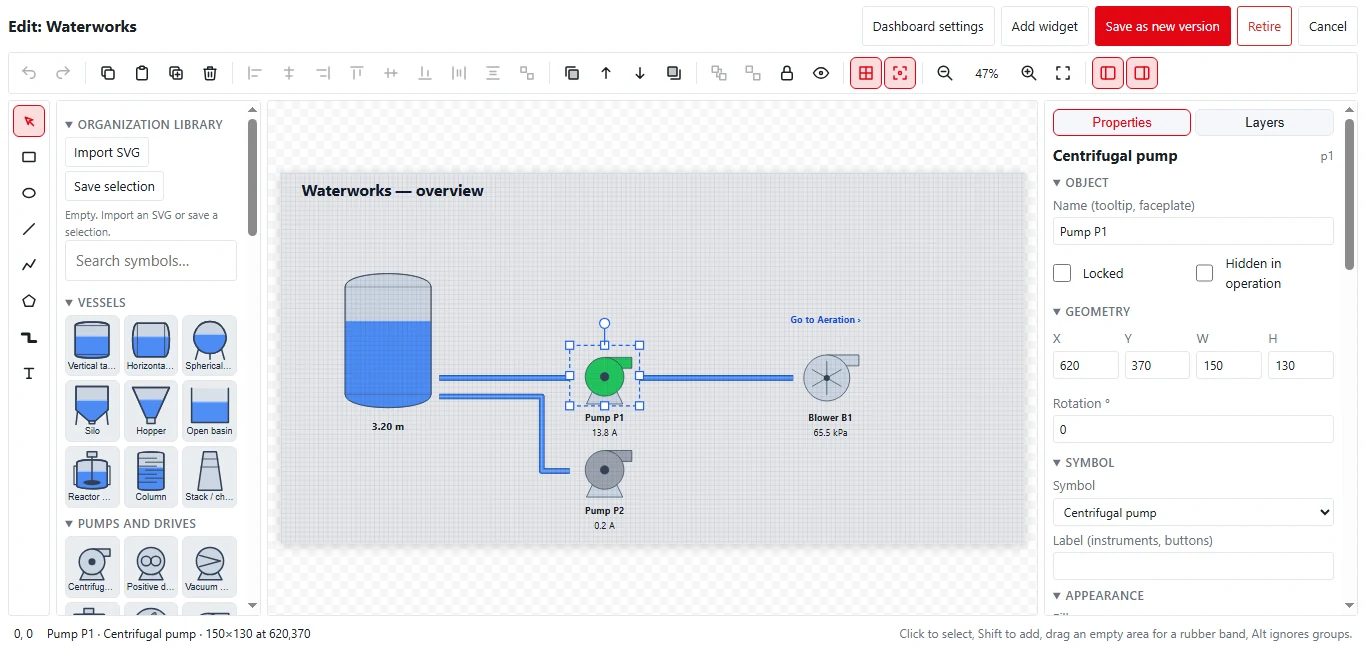 Edit: Waterworks
Dashboard settings
Add widget
Save as new version
Retire
Cancel
47%
▼ ORGANIZATION LIBRARY
Import SVG
Save selection
Empty. Import an SVG or save a
selection.
Search symbols...
▼ VESSELS
Vertical ta...
Horizonta...
Spherical...
Silo
Hopper
Open basin
Reactor ...
Column
Stack / ch...
▼ PUMPS AND DRIVES
Centrifug...
Positive d...
Vacuum ...
Waterworks — overview
3.20 m
Pump P1
13.8 A
Pump P2
0.2 A
Go to Aeration ›
Blower B1
65.5 kPa
Properties
Layers
Centrifugal pump
p1
▼ OBJECT
Name (tooltip, faceplate)
Pump P1
Locked
Hidden in
operation
▼ GEOMETRY
X
Y
W
H
620
370
150
130
Rotation °
0
▼ SYMBOL
Symbol
Centrifugal pump
Label (instruments, buttons)
▼ APPEARANCE
0, 0
Pump P1 · Centrifugal pump · 150×130 at 620,370
Click to select, Shift to add, drag an empty area for a rubber band, Alt ignores groups.